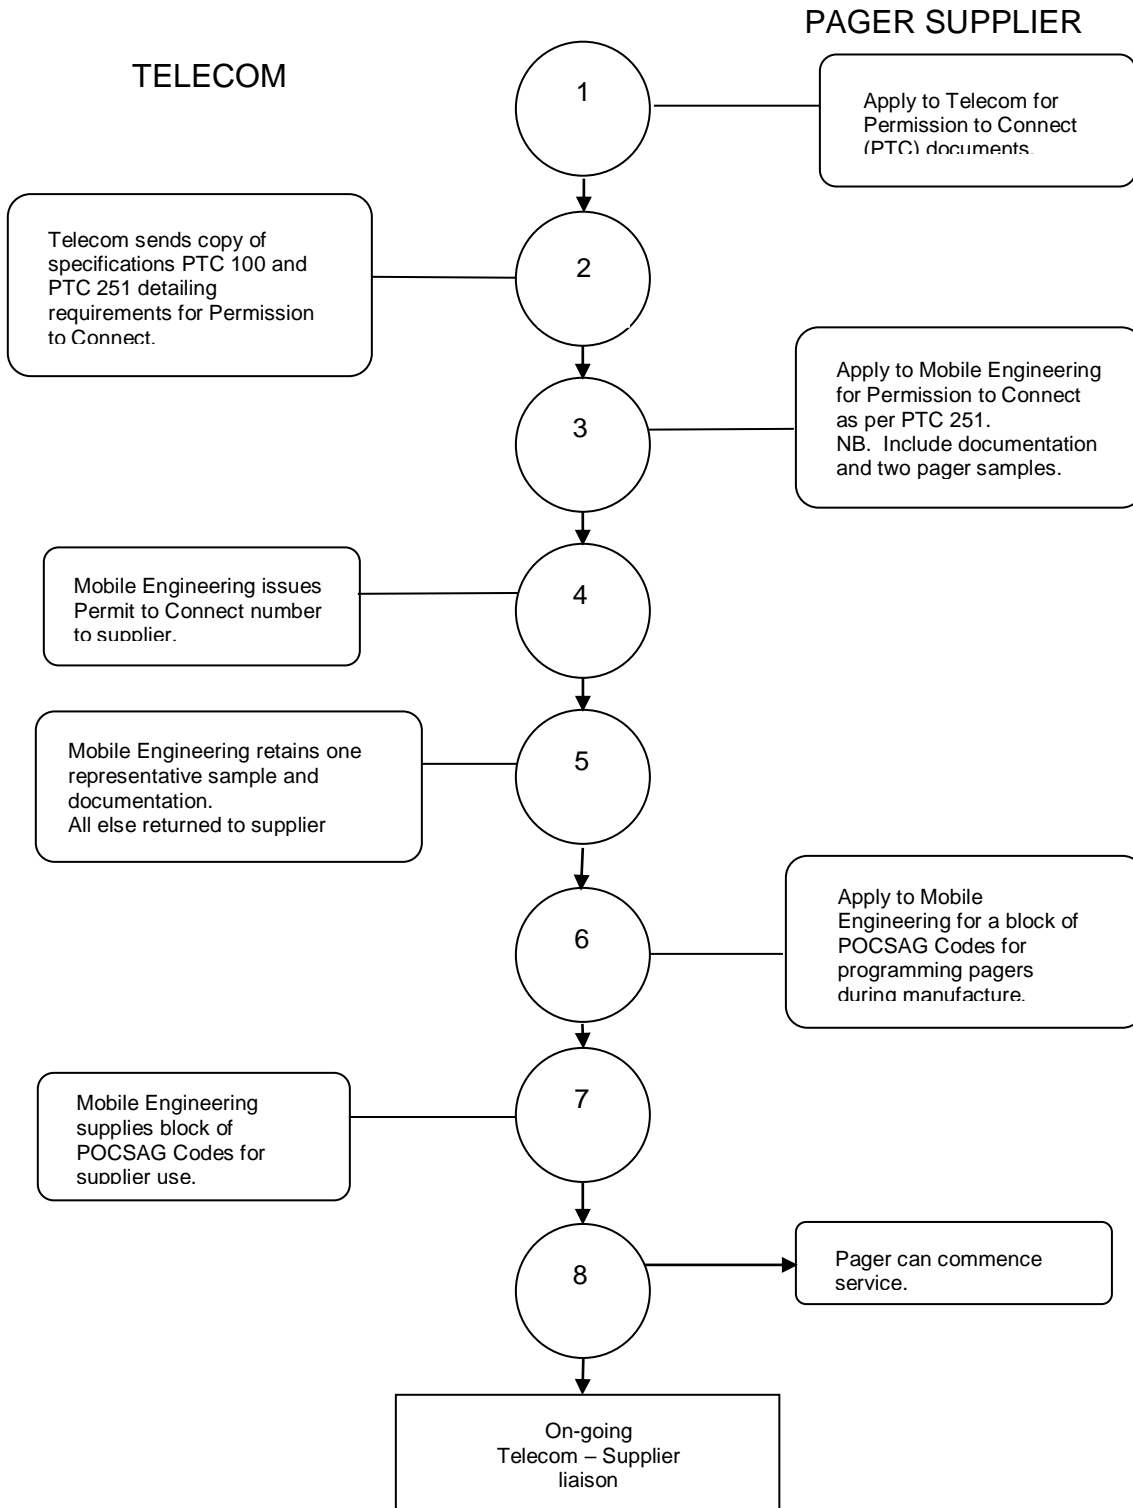 PAGER SUPPLIER
TELECOM
1
Apply to Telecom for
Permission to Connect
(PTC) documents.
2
Telecom sends copy of
specifications PTC 100 and
PTC 251 detailing
requirements for Permission
to Connect.
3
Apply to Mobile Engineering
for Permission to Connect
as per PTC 251.
NB.  Include documentation
and two pager samples.
4
Mobile Engineering issues
Permit to Connect number
to supplier.
5
Mobile Engineering retains one
representative sample and
documentation.
All else returned to supplier
6
Apply to Mobile
Engineering for a block of
POCSAG Codes for
programming pagers
during manufacture.
7
Mobile Engineering
supplies block of
POCSAG Codes for
supplier use.
8
Pager can commence
service.
On-going
Telecom – Supplier
liaison